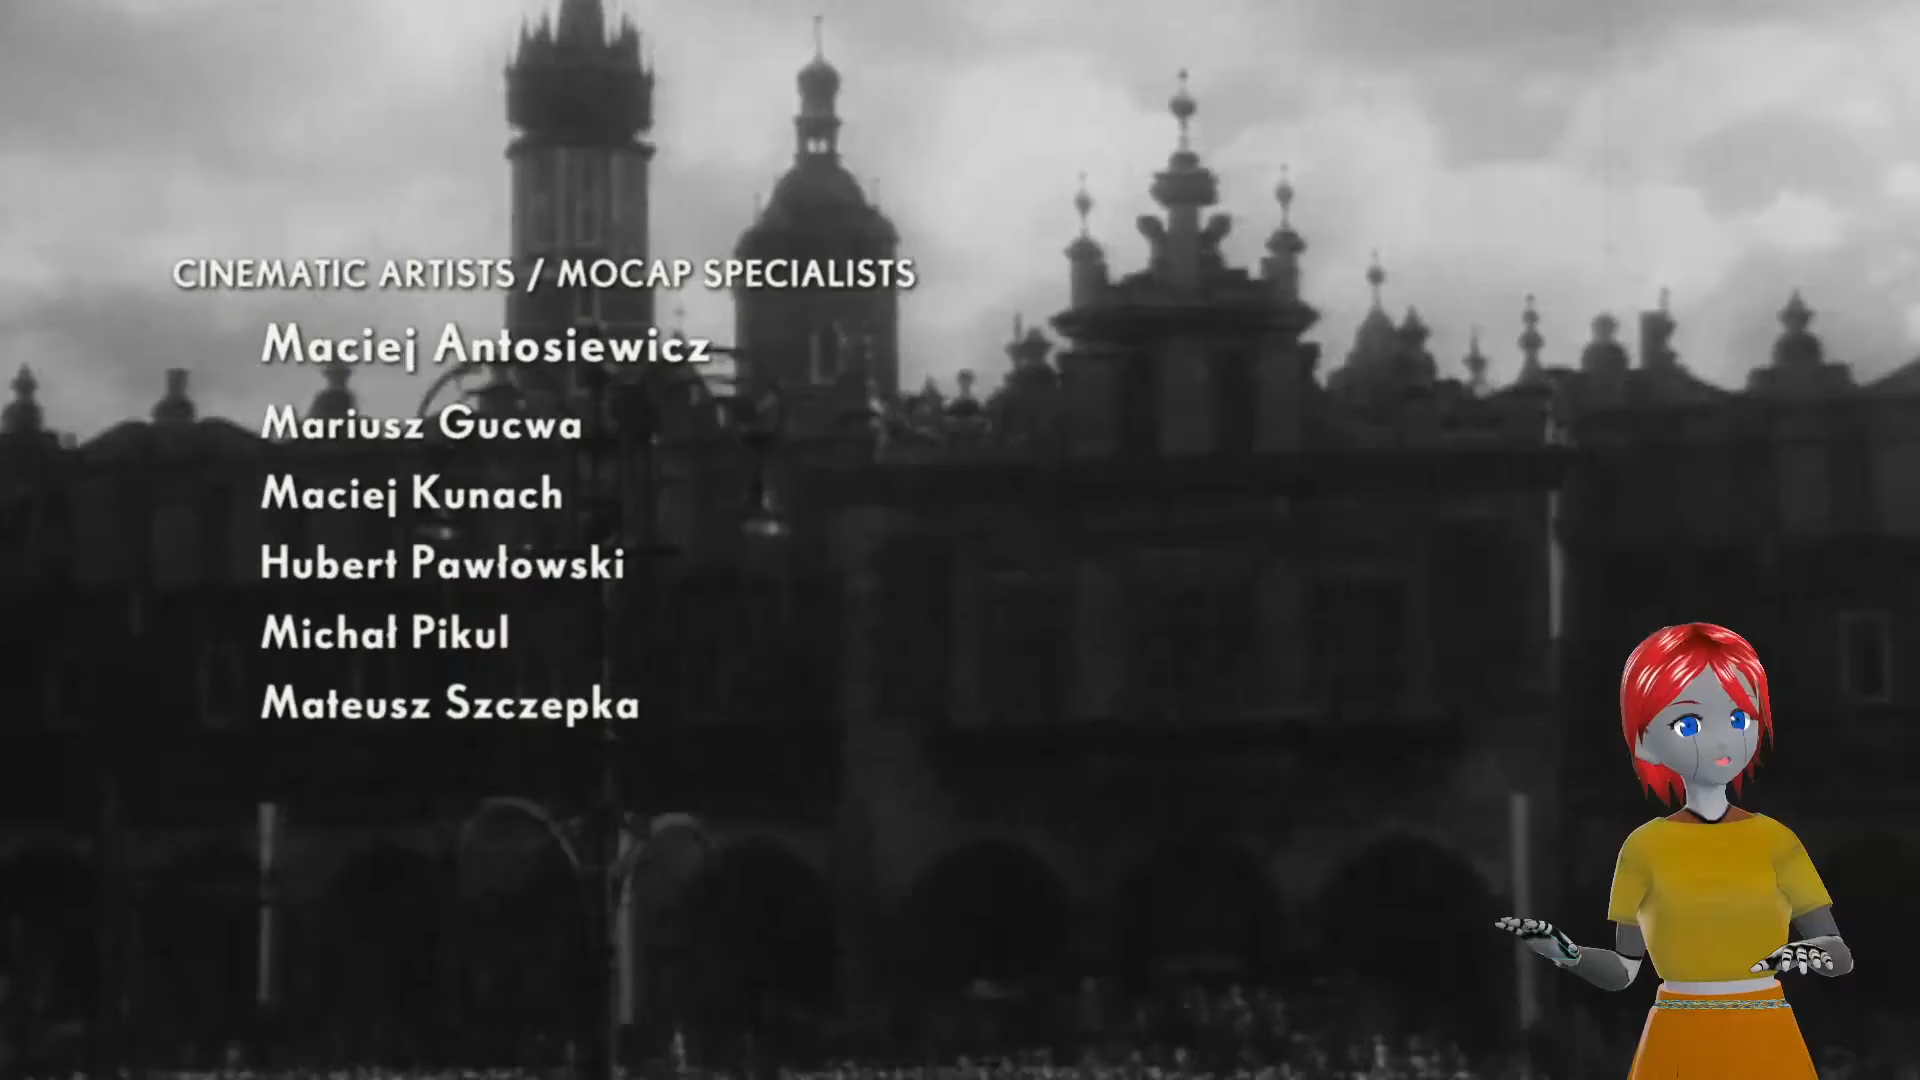 CINEMATIC ARTISTS / MOCAP SPECIALISTS
Maciej Antosiewicz
Mariusz Gucwa
Maciej Kunach
Hubert Pawłowski
Michał Pikul
Mateusz Szczepka